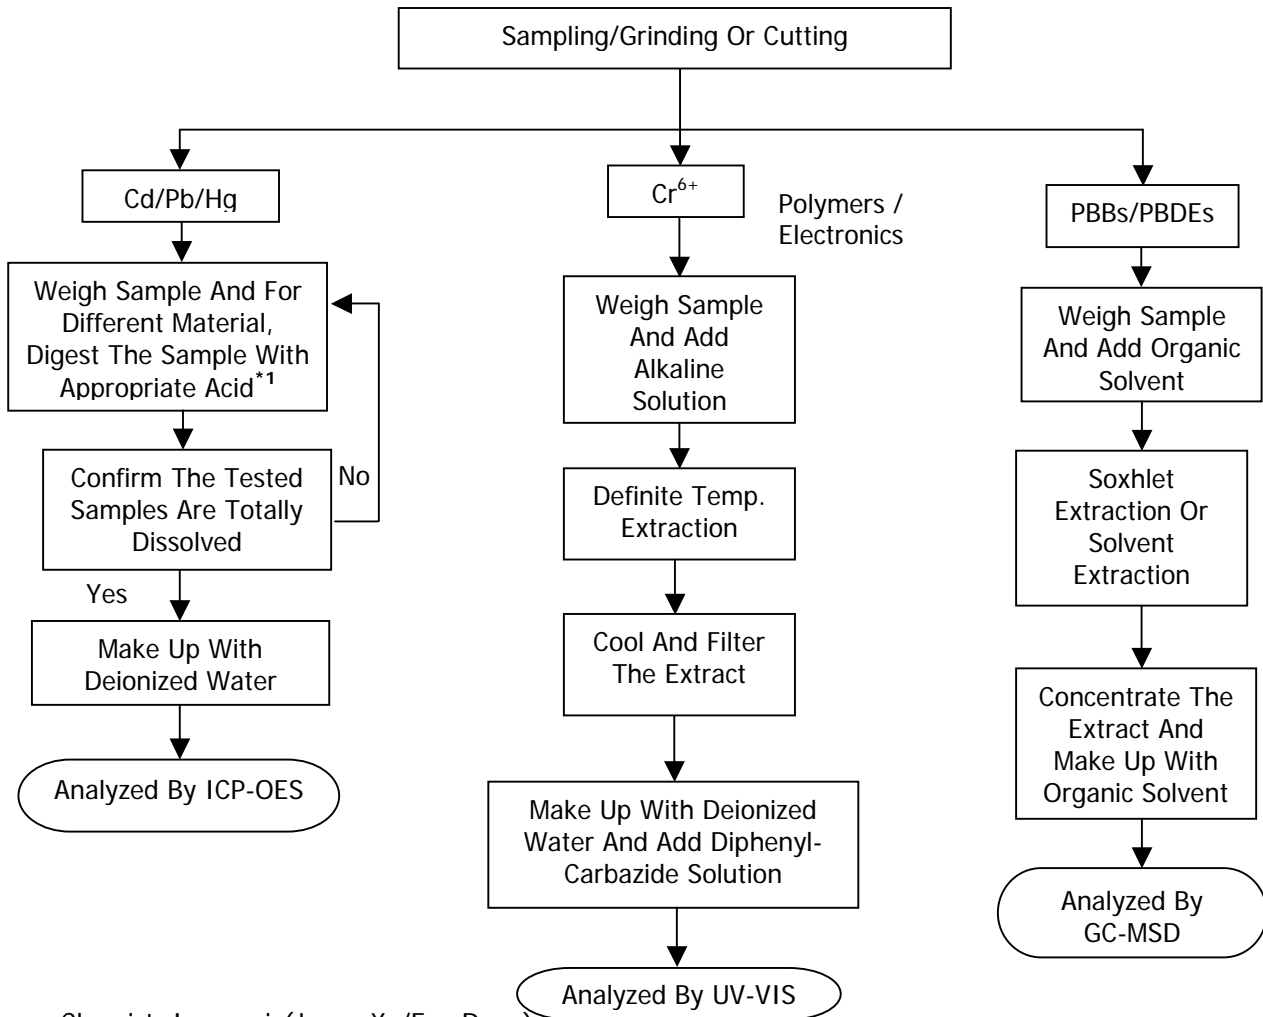 Sampling/Grinding Or Cutting
Cd/Pb/Hg
Weigh Sample And For
Different Material,
Digest The Sample With
Appropriate Acid*1
Confirm The Tested
Samples Are Totally
Dissolved
No
Yes
Make Up With
Deionized Water
Analyzed By ICP-OES
Cr6+
Polymers /
Electronics
Weigh Sample
And Add
Alkaline
Solution
Definite Temp.
Extraction
Cool And Filter
The Extract
Make Up With Deionized
Water And Add Diphenyl-
Carbazide Solution
Analyzed By UV-VIS
PBBs/PBDEs
Weigh Sample
And Add Organic
Solvent
Soxhlet
Extraction Or
Solvent
Extraction
Concentrate The
Extract And
Make Up With
Organic Solvent
Analyzed By
GC-MSD